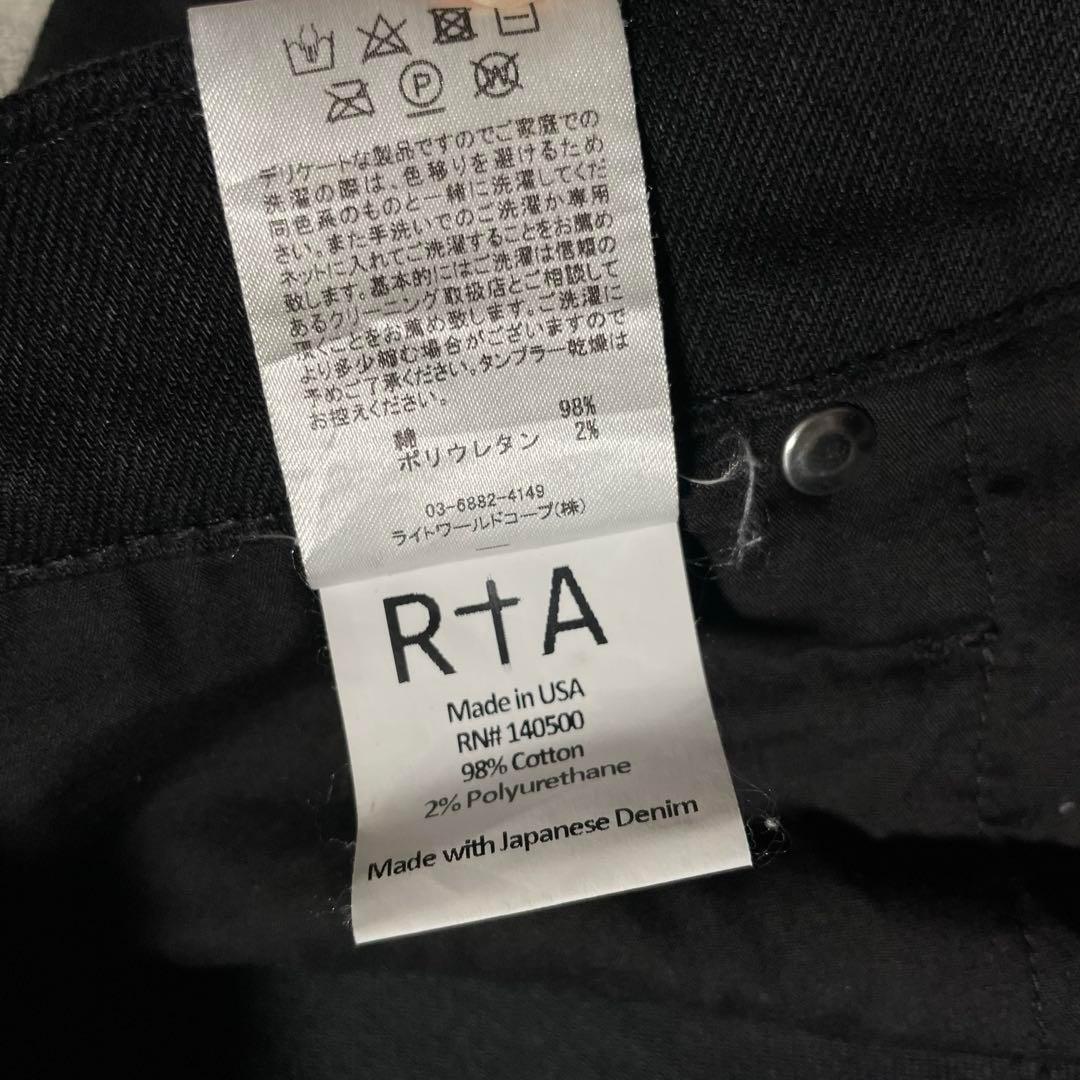 P
W
デリケートな製品ですのでご家庭での
洗濯の際は、色移りを避けるため
同色系のものと一緒に洗濯してくだ
さい。また手洗いでのご洗濯か専用
ネットに入れてご洗濯することをお薦め
致します。基本的にはご洗濯は信頼の
あるクリーニング取扱店とご相談して
頂くことをお薦め致します。ご洗濯に
より多少縮む場合がございますので
予めご了承ください。タンブラー乾燥は
お控えください。
綿 98%
ポリウレタン 2%
03-6882-4149
ライトワールドコープ(株)
R†A
Made in USA
RN# 140500
98% Cotton
2% Polyurethane
Made with Japanese Denim